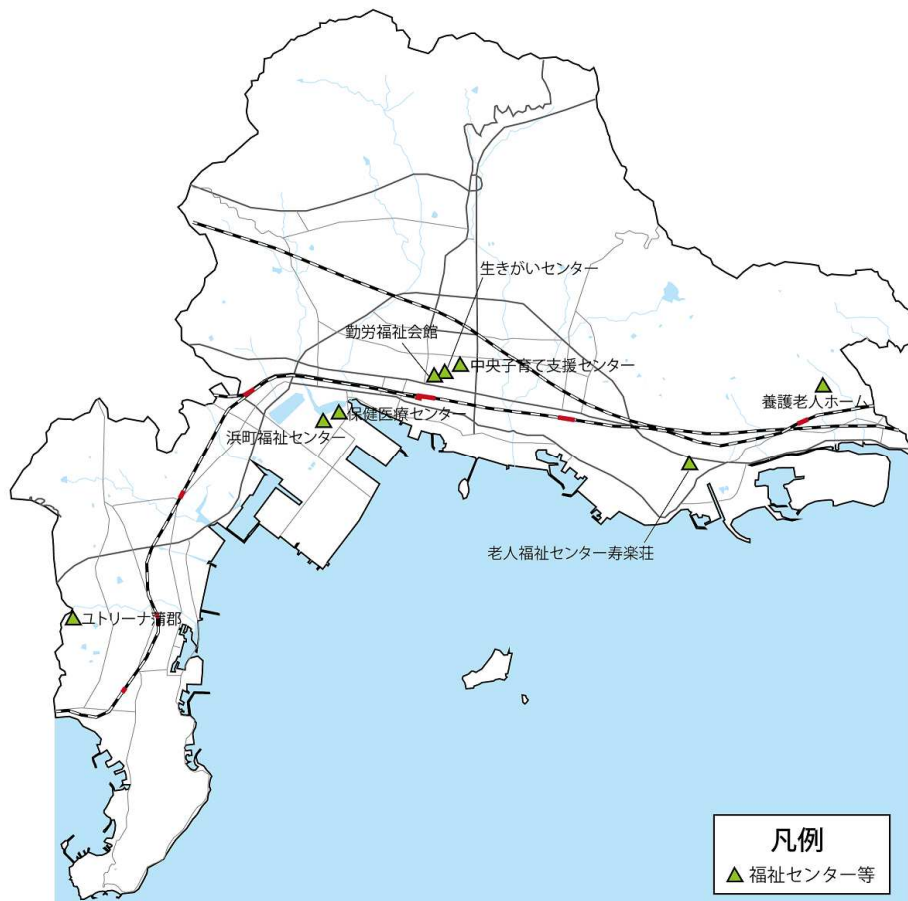 生きがいセンター
勤労福祉会館
中央子育て支援センター
養護老人ホーム
保健医療センター
浜町福祉センター
老人福祉センター寿楽荘
ユトリーナ蒲郡
凡例
福祉センター等